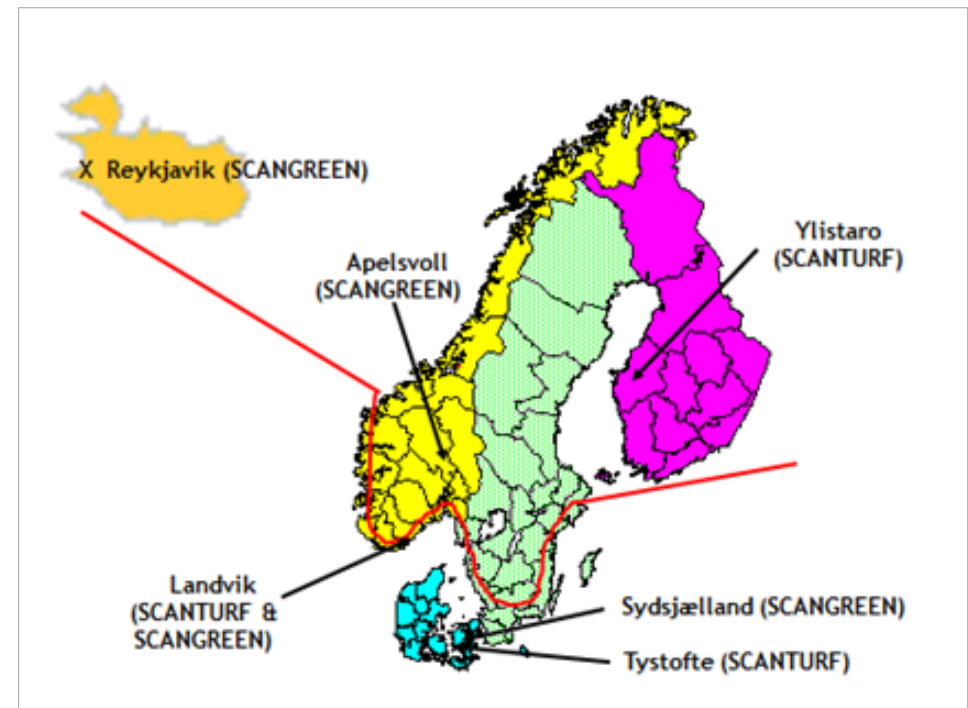 X Reykjavik (SCANGREEN)
Ylistaro
(SCANTURF)
Apelsvoll
(SCANGREEN)
Landvik
(SCANTURF &
SCANGREEN)
Sydsjælland (SCANGREEN)
Tystofte (SCANTURF)